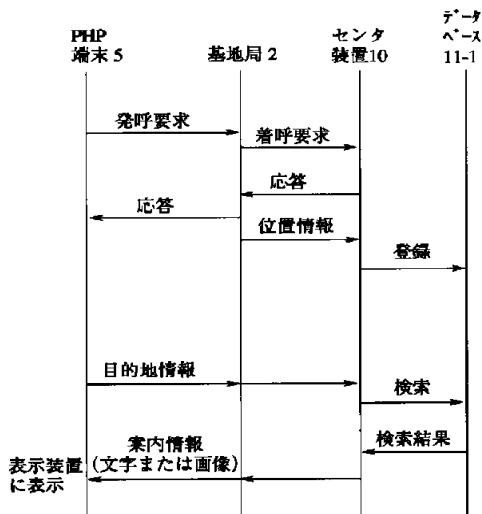 PHP
端末5
基地局2
センタ
装置10
データ
ベース
11-1
発呼要求
着呼要求
応答
応答
位置情報
登録
目的地情報
検索
検索結果
案内情報
(文字または画像)
表示装置
に表示